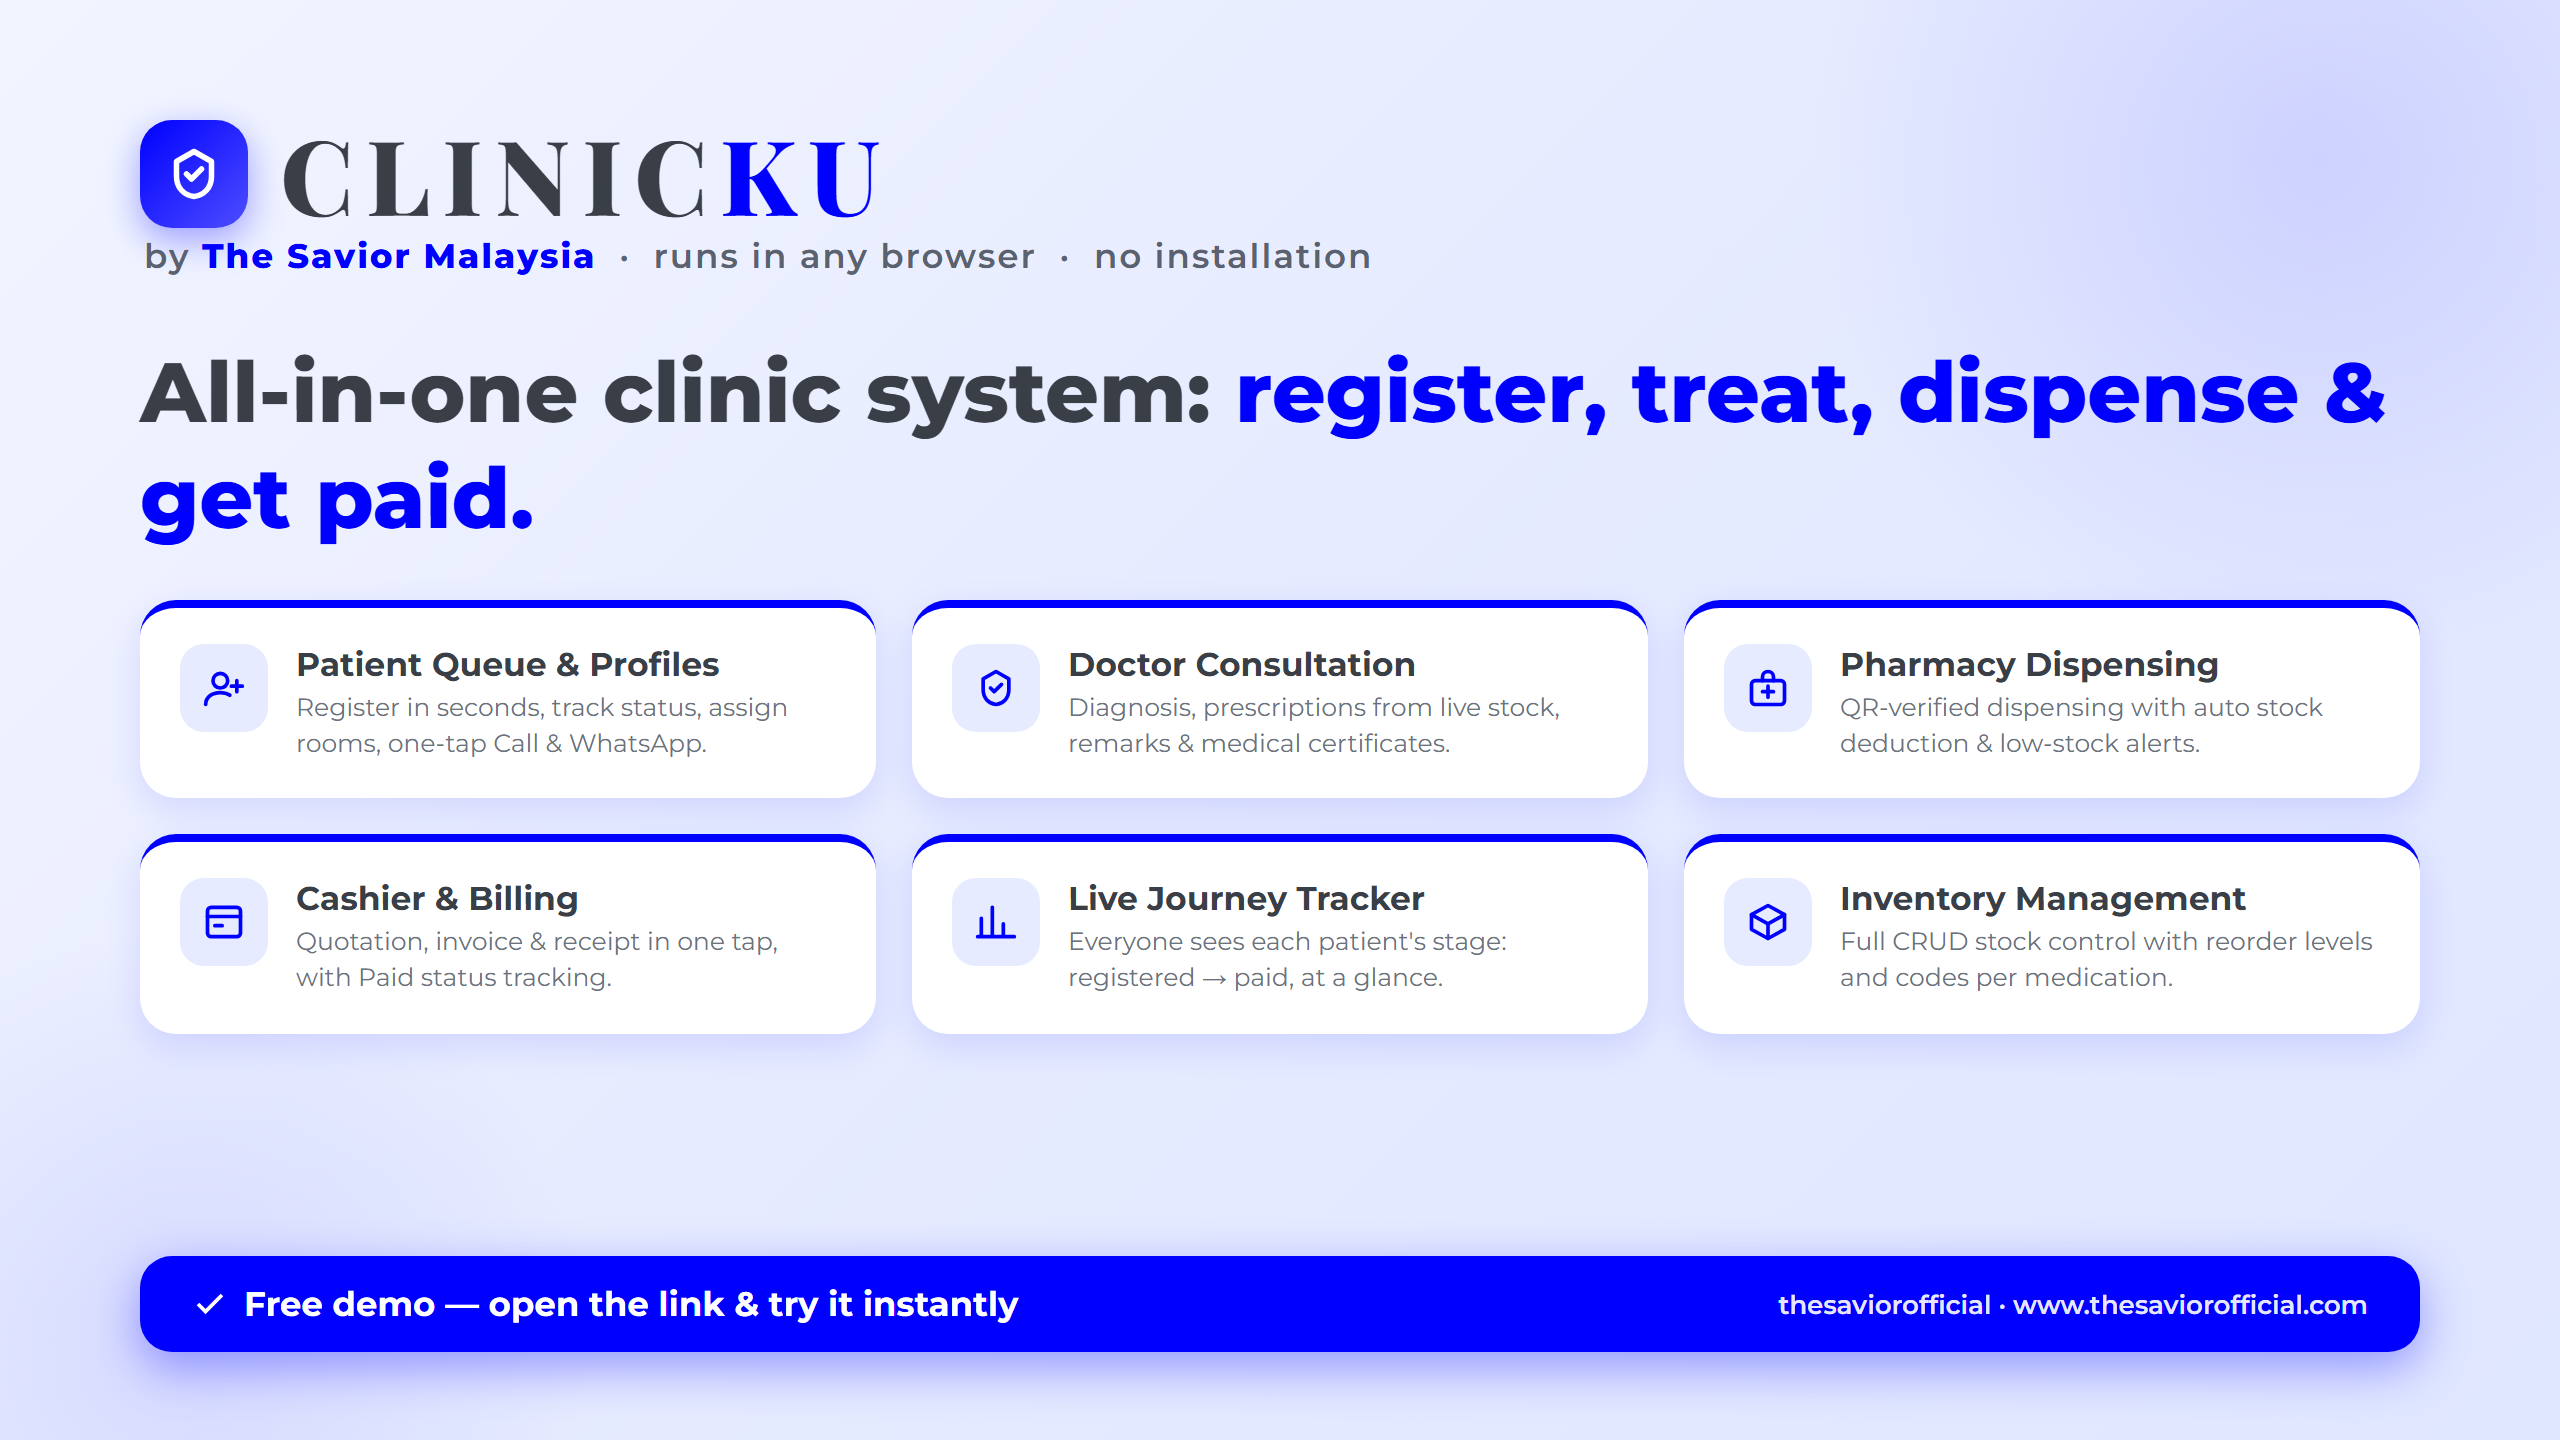 CLINICKU
by The Savior Malaysia · runs in any browser · no installation
All-in-one clinic system: register, treat, dispense &
get paid.
Patient Queue & Profiles
Register in seconds, track status, assign
rooms, one-tap Call & WhatsApp.
Doctor Consultation
Diagnosis, prescriptions from live stock,
remarks & medical certificates.
Pharmacy Dispensing
QR-verified dispensing with auto stock
deduction & low-stock alerts.
Cashier & Billing
Quotation, invoice & receipt in one tap,
with Paid status tracking.
Live Journey Tracker
Everyone sees each patient's stage:
registered → paid, at a glance.
Inventory Management
Full CRUD stock control with reorder levels
and codes per medication.
Free demo — open the link & try it instantly
thesaviorofficial · www.thesaviorofficial.com